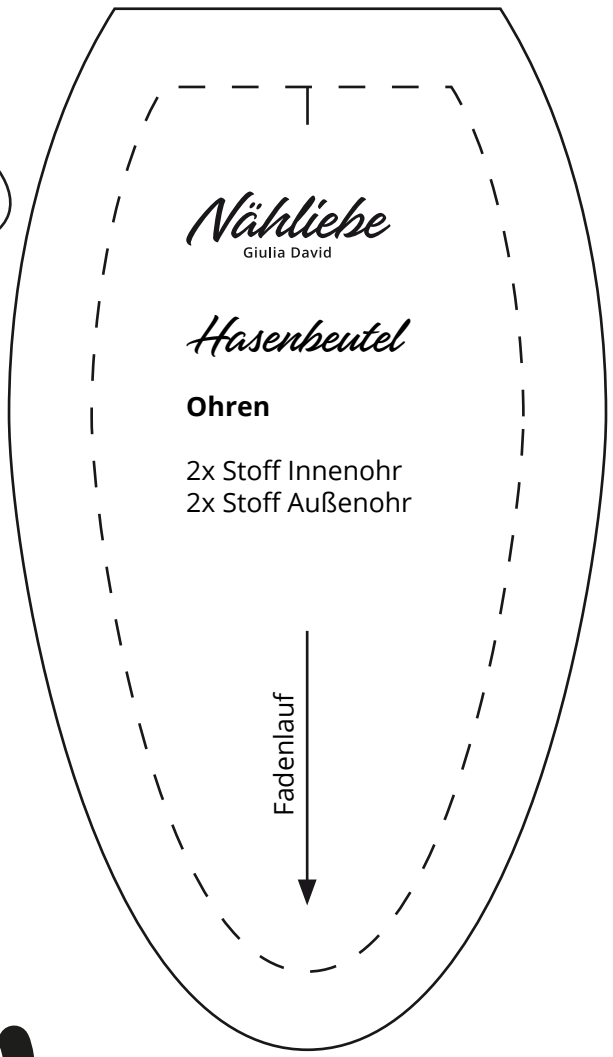 Nähliebe
Giulia David
Hasenbeutel
Ohren
2x Stoff Innenohr
2x Stoff Außenohr
Fadenlauf